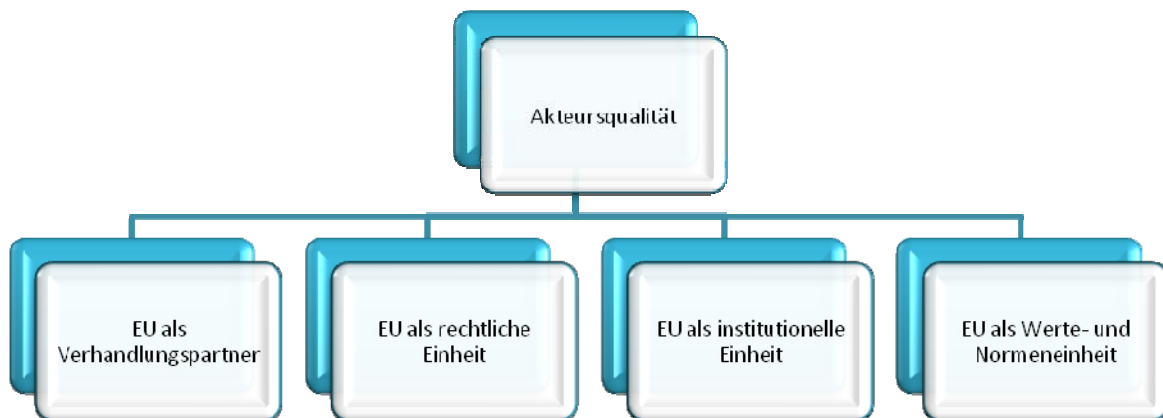 Akteursqualität
EU als
Verhandlungspartner
EU als rechtliche
Einheit
EU als institutionelle
Einheit
EU als Werte- und
Normeneinheit